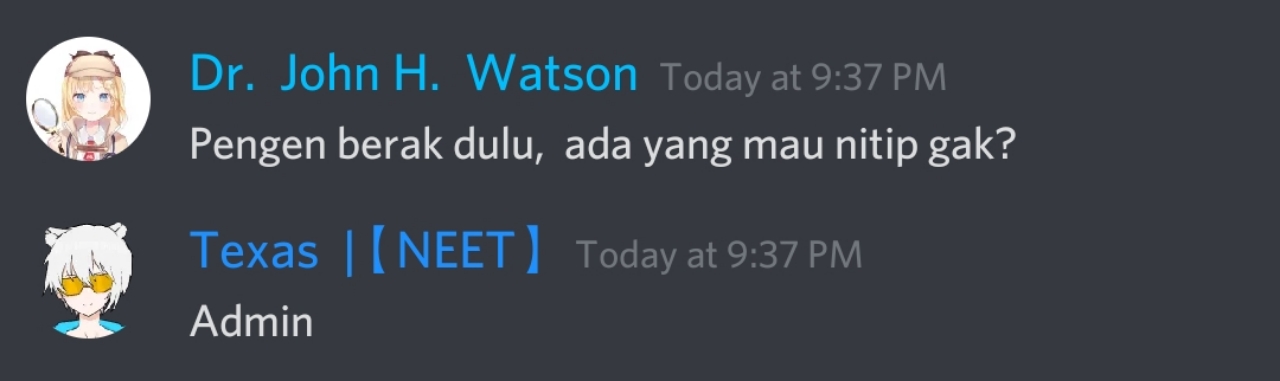 Dr. John H. Watson Today at 9:37 PM
Pengen berak dulu, ada yang mau nitip gak?
Texas |【NEET】 Today at 9:37 PM
Admin